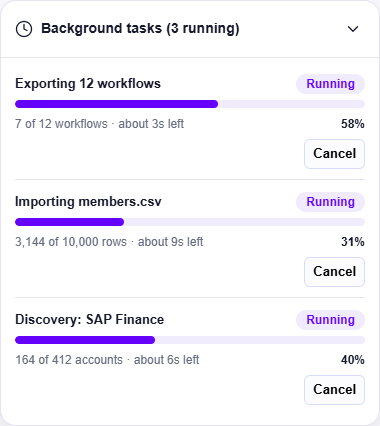 Background tasks (3 running)
Exporting 12 workflows
Running
7 of 12 workflows · about 3s left
58%
Cancel
Importing members.csv
Running
3,144 of 10,000 rows · about 9s left
31%
Cancel
Discovery: SAP Finance
Running
164 of 412 accounts · about 6s left
40%
Cancel